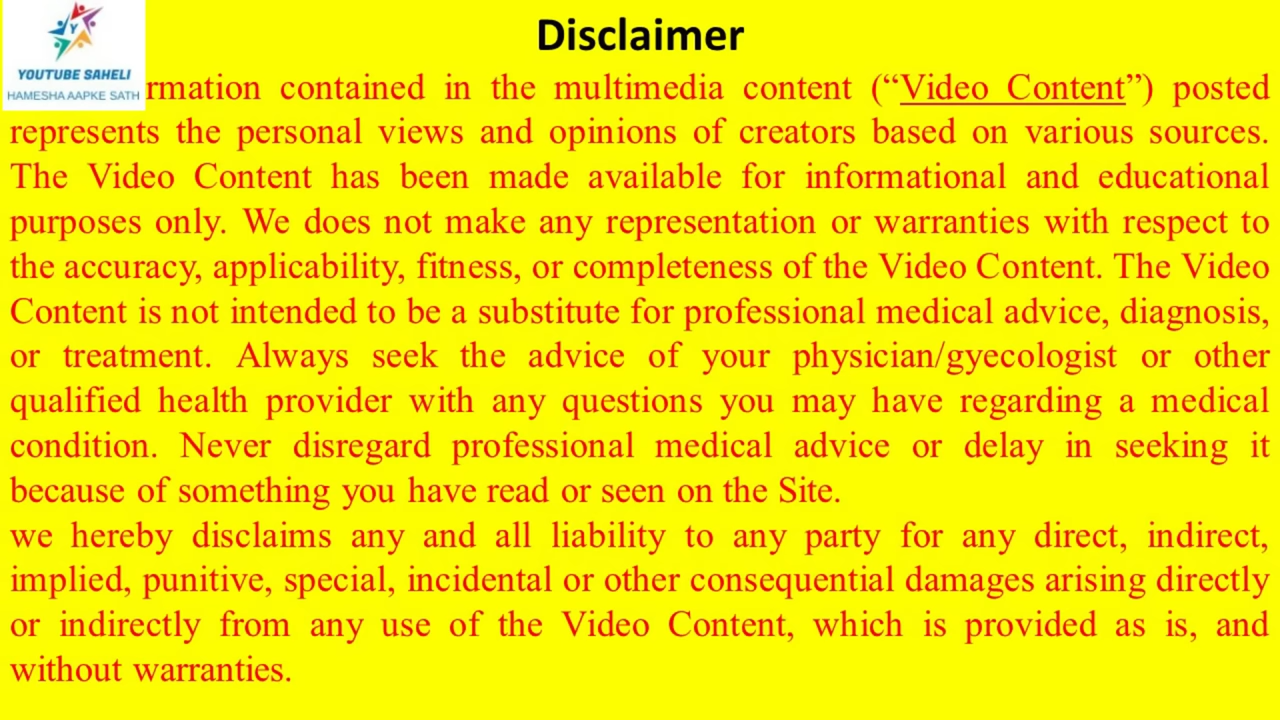 Disclaimer
YOUTUBE SAHELI
HAMESHA AAPKE SATH
rmation contained in the multimedia content (“Video Content”) posted
represents the personal views and opinions of creators based on various sources.
The Video Content has been made available for informational and educational
purposes only. We does not make any representation or warranties with respect to
the accuracy, applicability, fitness, or completeness of the Video Content. The Video
Content is not intended to be a substitute for professional medical advice, diagnosis,
or treatment. Always seek the advice of your physician/gyecologist or other
qualified health provider with any questions you may have regarding a medical
condition. Never disregard professional medical advice or delay in seeking it
because of something you have read or seen on the Site.
we hereby disclaims any and all liability to any party for any direct, indirect,
implied, punitive, special, incidental or other consequential damages arising directly
or indirectly from any use of the Video Content, which is provided as is, and
without warranties.